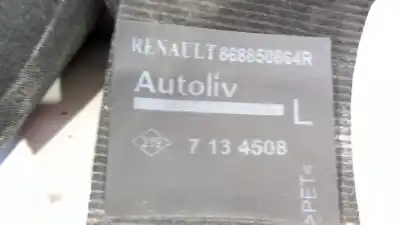 RENAULT 868850864R
Autoliv
L
7 13 4508
>PET<